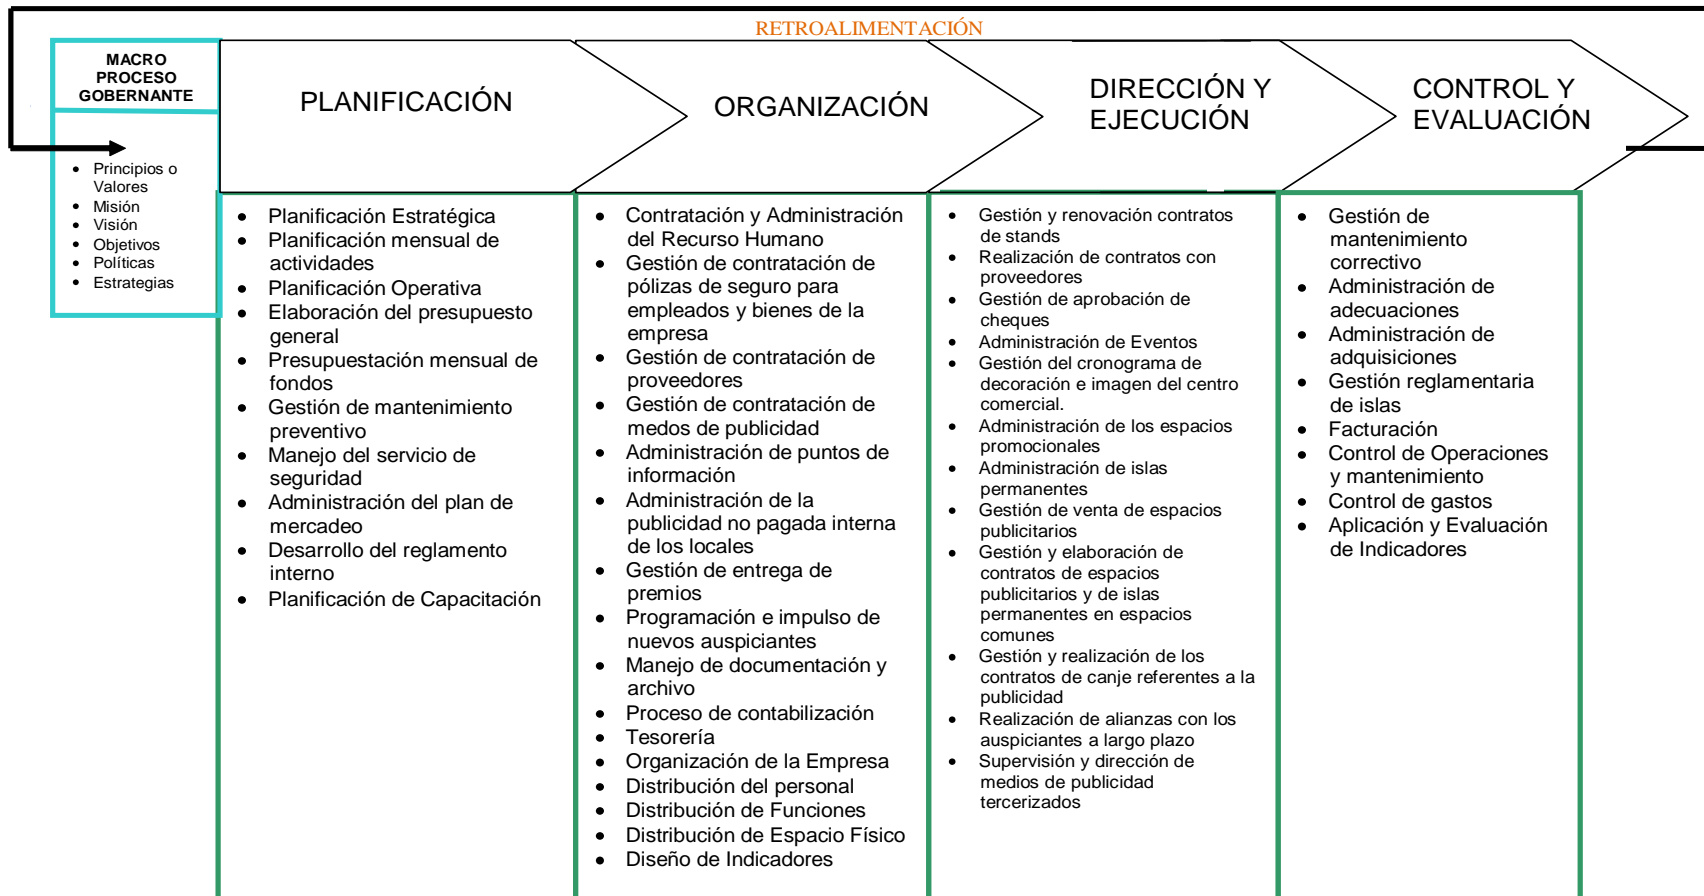 RETROALIMENTACIÓN
MACRO
PROCESO
GOBERNANTE
• Principios o
Valores
• Misión
• Visión
• Objetivos
• Políticas
• Estrategias
PLANIFICACIÓN
• Planificación Estratégica
• Planificación mensual de
actividades
• Planificación Operativa
• Elaboración del presupuesto
general
• Presupuestación mensual de
fondos
• Gestión de mantenimiento
preventivo
• Manejo del servicio de
seguridad
• Administración del plan de
mercadeo
• Desarrollo del reglamento
interno
• Planificación de Capacitación
ORGANIZACIÓN
• Contratación y Administración
del Recurso Humano
• Gestión de contratación de
pólizas de seguro para
empleados y bienes de la
empresa
• Gestión de contratación de
proveedores
• Gestión de contratación de
medos de publicidad
• Administración de puntos de
información
• Administración de la
publicidad no pagada interna
de los locales
• Gestión de entrega de
premios
• Programación e impulso de
nuevos auspiciantes
• Manejo de documentación y
archivo
• Proceso de contabilización
• Tesorería
• Organización de la Empresa
• Distribución del personal
• Distribución de Funciones
• Distribución de Espacio Físico
• Diseño de Indicadores
DIRECCIÓN Y
EJECUCIÓN
• Gestión y renovación contratos
de stands
• Realización de contratos con
proveedores
• Gestión de aprobación de
cheques
• Administración de Eventos
• Gestión del cronograma de
decoración e imagen del centro
comercial.
• Administración de los espacios
promocionales
• Administración de islas
permanentes
• Gestión de venta de espacios
publicitarios
• Gestión y elaboración de
contratos de espacios
publicitarios y de islas
permanentes en espacios
comunes
• Gestión y realización de los
contratos de canje referentes a la
publicidad
• Realización de alianzas con los
auspiciantes a largo plazo
• Supervisión y dirección de
medios de publicidad
tercerizados
CONTROL Y
EVALUACIÓN
• Gestión de
mantenimiento
correctivo
• Administración de
adecuaciones
• Administración de
adquisiciones
• Gestión reglamentaria
de islas
• Facturación
• Control de Operaciones
y mantenimiento
• Control de gastos
• Aplicación y Evaluación
de Indicadores